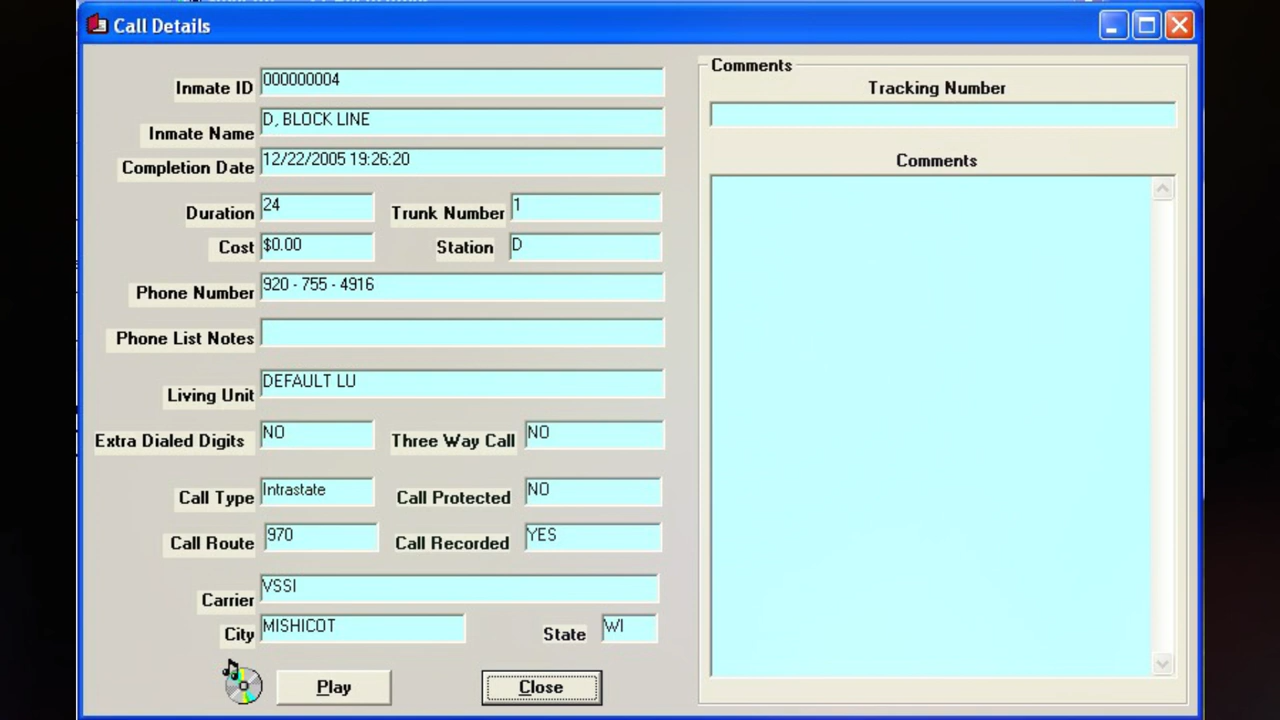 Call Details
Inmate ID 000000004
Inmate Name D, BLOCK LINE
Completion Date 12/22/2005 19:26:20
Duration 24 Trunk Number 1
Cost $0.00 Station D
Phone Number 920 - 755 - 4916
Phone List Notes
Living Unit DEFAULT LU
Extra Dialed Digits NO Three Way Call NO
Call Type Intrastate Call Protected NO
Call Route 970 Call Recorded YES
Carrier VSSI
City MISHICOT State WI
Play Close
Comments
Tracking Number
Comments